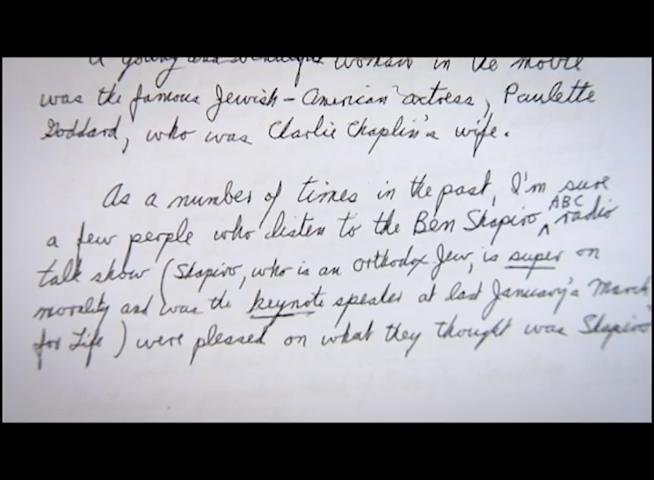 a young and woman in the movie
was the famous Jewish-American actress, Paulette
Goddard, who was Charlie Chaplin's wife.
As a number of times in the past, I'm sure
a few people who listen to the Ben Shapiro ABC radio
talk show (Shapiro, who is an orthodox Jew, is super on
morality and was the keynote speaker at last January's March
for Life) were pleased on what they thought was Shapiro